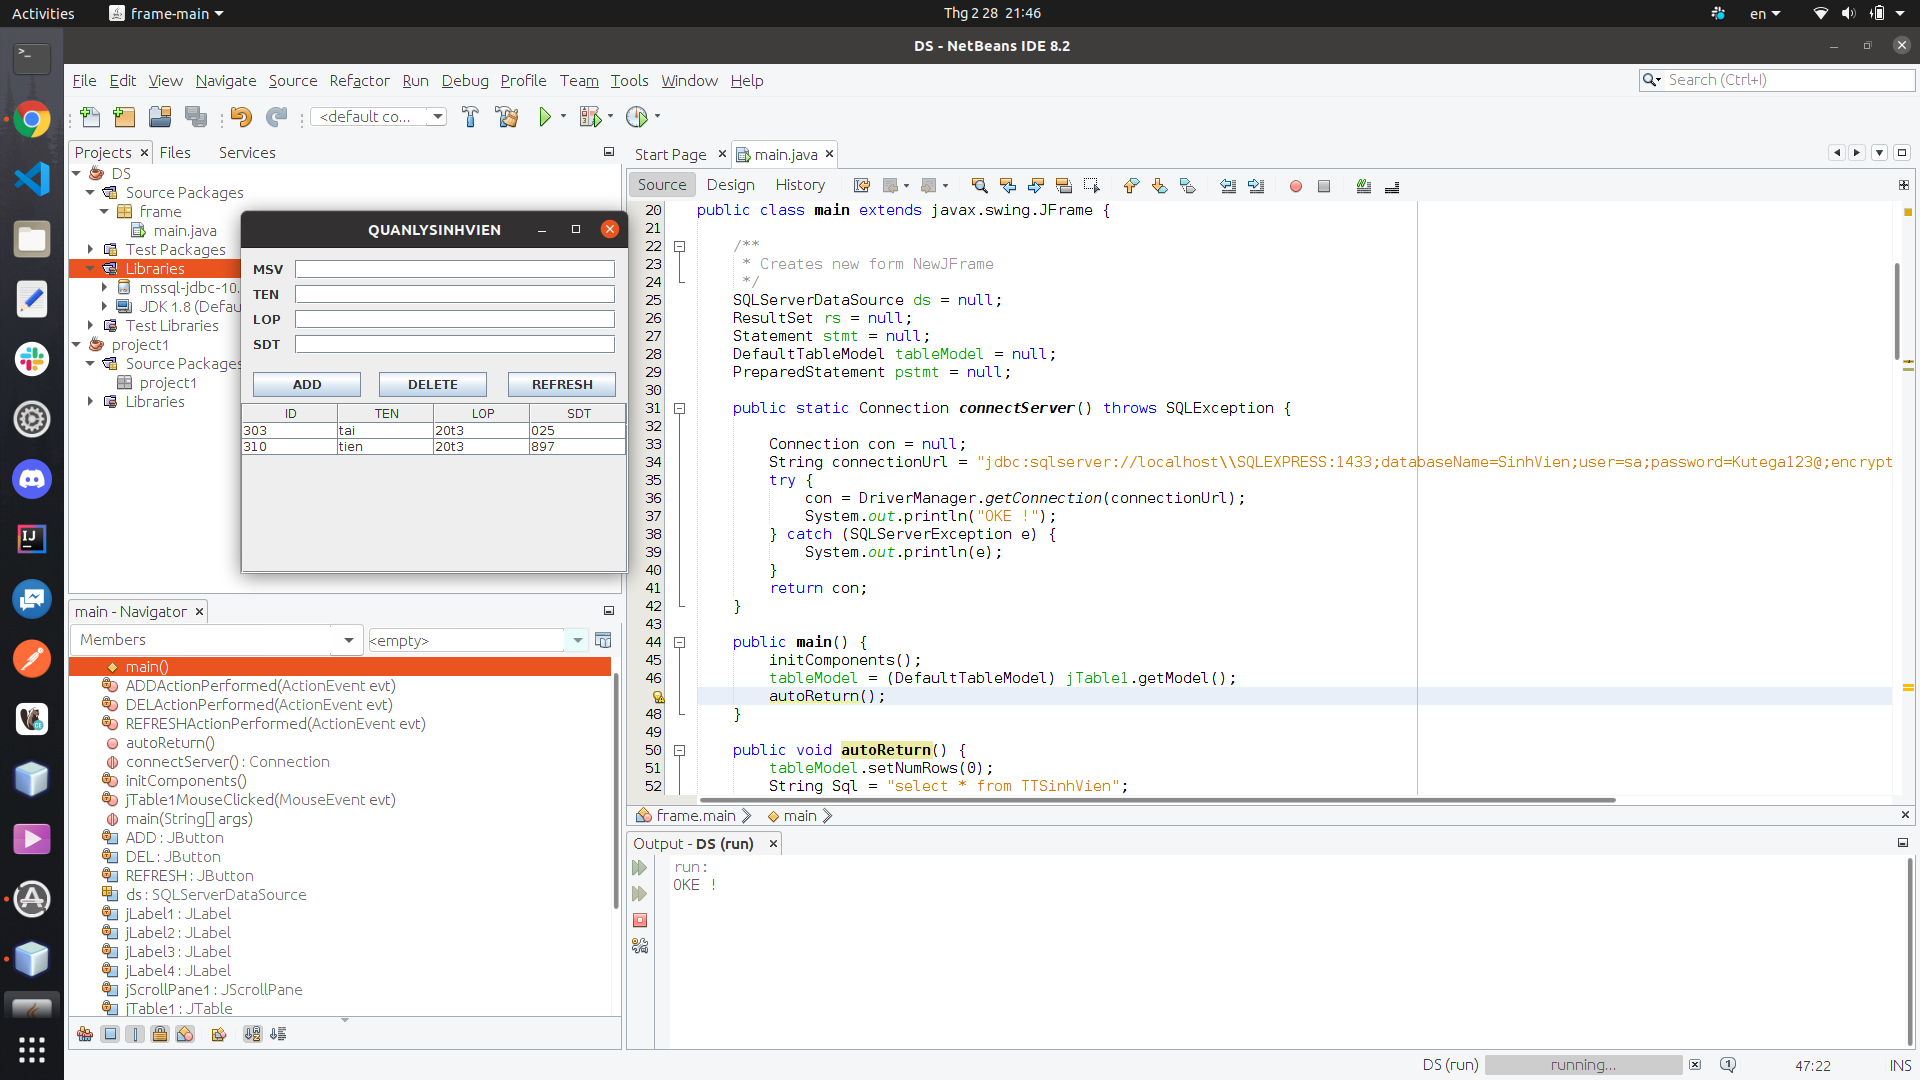 Activities
frame-main
Thg 2 28 21:46
en
DS - NetBeans IDE 8.2
File Edit View Navigate Source Refactor Run Debug Profile Team Tools Window Help
Search (Ctrl+I)
<default co...
Projects
Files
Services
DS
Source Packages
frame
main.java
Test Packages
Libraries
mssql-jdbc-10.
JDK 1.8 (Defau
Test Libraries
project1
Source Packages
project1
Libraries
QUANLYSINHVIEN
MSV
TEN
LOP
SDT
ADD DELETE REFRESH
ID TEN LOP SDT
303 tai 20t3 025
310 tien 20t3 897
main - Navigator
Members
<empty>
main()
ADDActionPerformed(ActionEvent evt)
DELActionPerformed(ActionEvent evt)
REFRESHActionPerformed(ActionEvent evt)
autoReturn()
connectServer() : Connection
initComponents()
jTable1MouseClicked(MouseEvent evt)
main(String[] args)
ADD : JButton
DEL : JButton
REFRESH : JButton
ds : SQLServerDataSource
jLabel1 : JLabel
jLabel2 : JLabel
jLabel3 : JLabel
jLabel4 : JLabel
jScrollPane1 : JScrollPane
jTable1 : JTable
Start Page
main.java
Source Design History
20 public class main extends javax.swing.JFrame {
21
22 /**
23 * Creates new form NewJFrame
24 */
25 SQLServerDataSource ds = null;
26 ResultSet rs = null;
27 Statement stmt = null;
28 DefaultTableModel tableModel = null;
29 PreparedStatement pstmt = null;
30
31 public static Connection connectServer() throws SQLException {
32
33 Connection con = null;
34 String connectionUrl = "jdbc:sqlserver://localhost\\SQLEXPRESS:1433;databaseName=SinhVien;user=sa;password=Kutega123@;encrypt
35 try {
36 con = DriverManager.getConnection(connectionUrl);
37 System.out.println("OKE !");
38 } catch (SQLServerException e) {
39 System.out.println(e);
40 }
41 return con;
42 }
43
44 public main() {
45 initComponents();
46 tableModel = (DefaultTableModel) jTable1.getModel();
autoReturn();
48 }
49
50 public void autoReturn() {
51 tableModel.setNumRows(0);
52 String Sql = "select * from TTSinhVien";
frame.main
main
Output - DS (run)
run:
OKE !
DS (run)
running...
47:22
INS